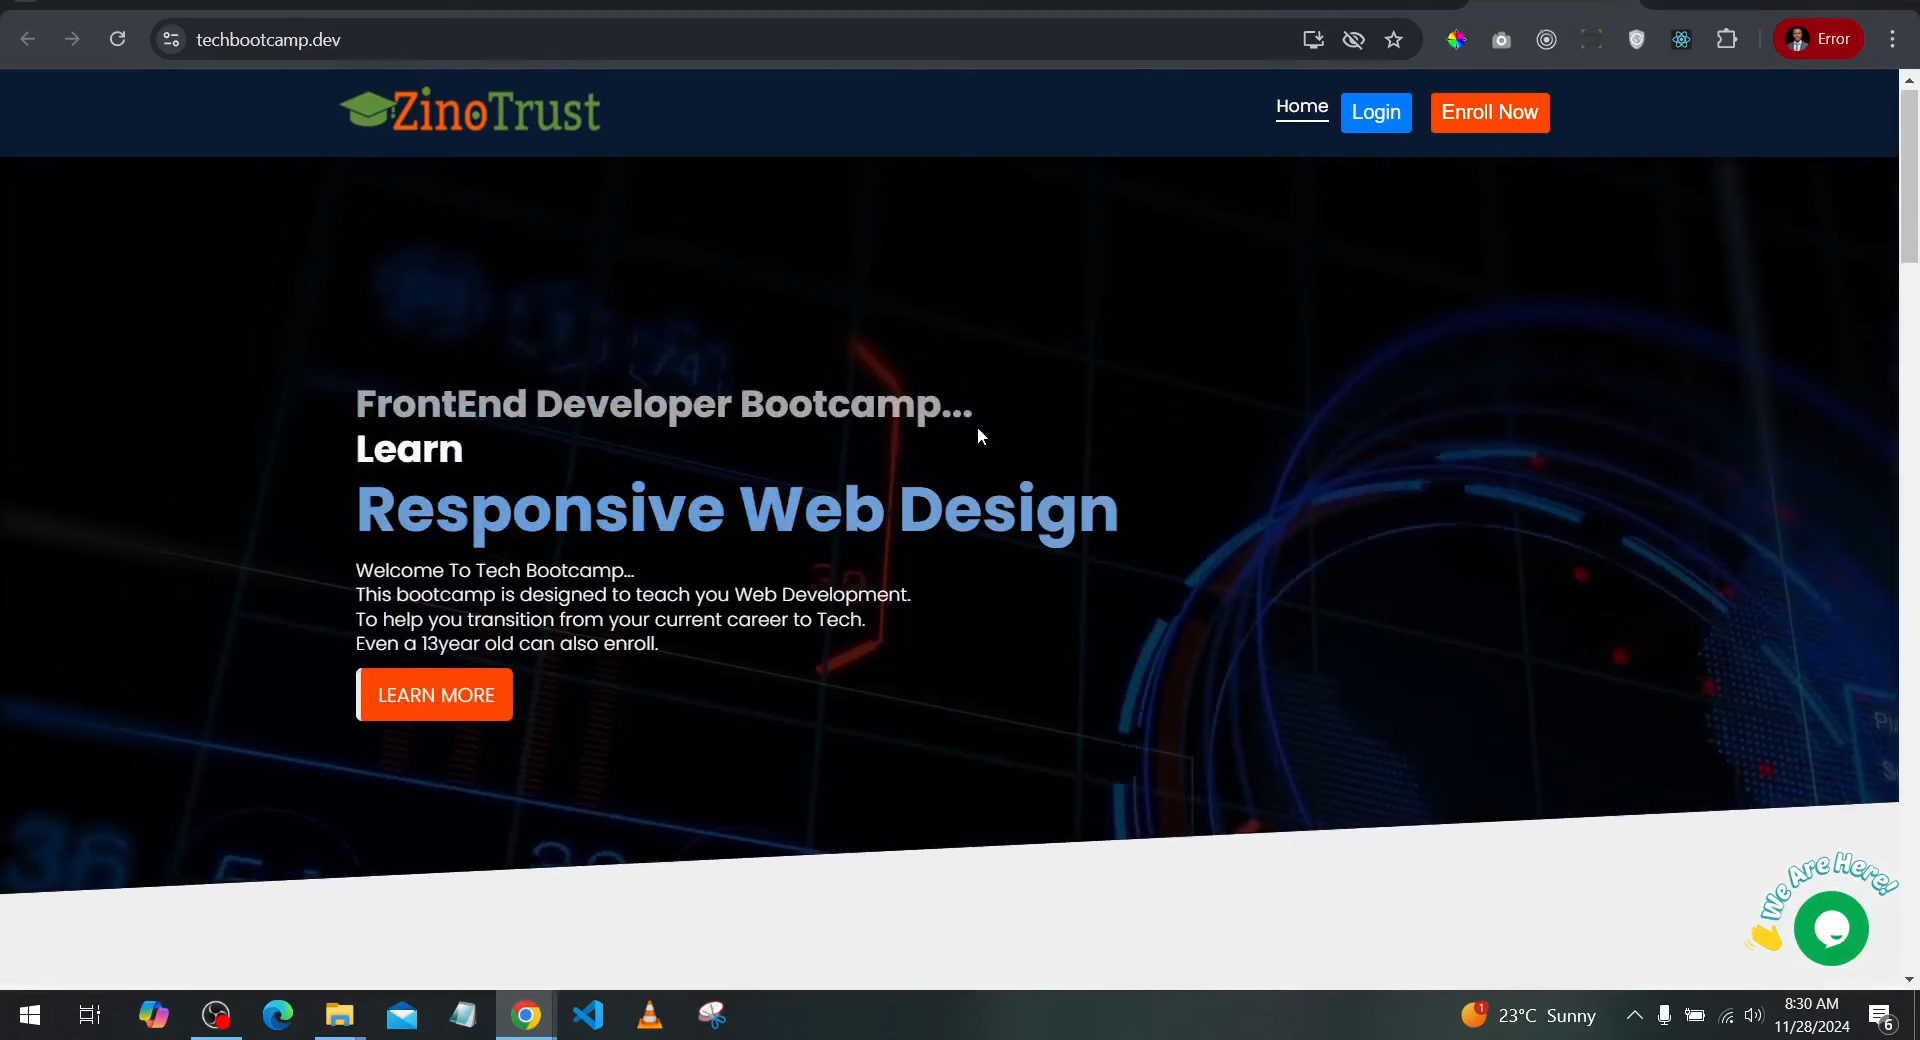 techbootcamp.dev
Error
ZinoTrust
Home
Login
Enroll Now
FrontEnd Developer Bootcamp...
Learn
Responsive Web Design
Welcome To Tech Bootcamp...
This bootcamp is designed to teach you Web Development.
To help you transition from your current career to Tech.
Even a 13year old can also enroll.
LEARN MORE
36
We Are Here!
1
23°C Sunny
8:30 AM
11/28/2024
6